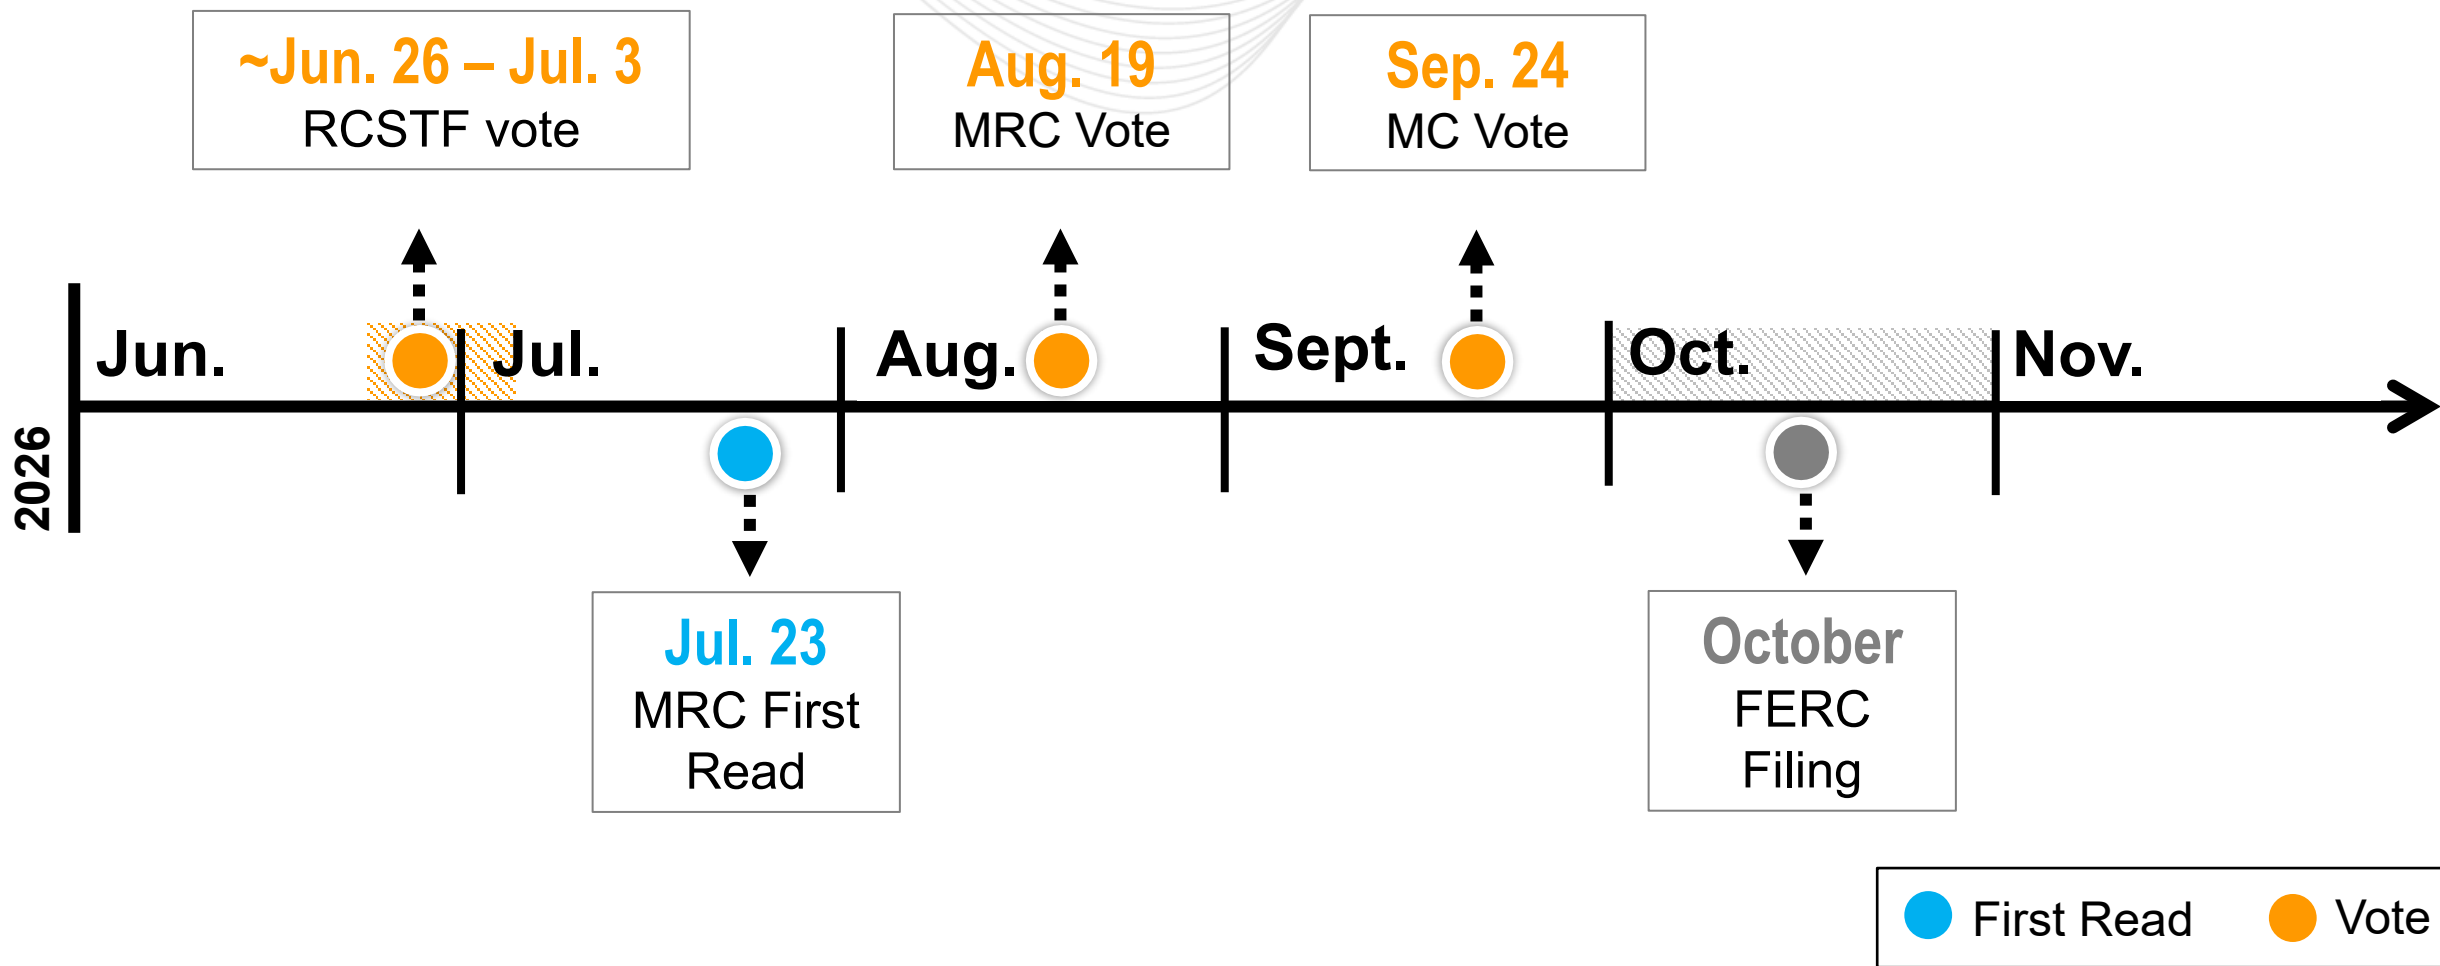 ~Jun. 26 – Jul. 3
RCSTF vote
Aug. 19
MRC Vote
Sep. 24
MC Vote
2026
Jun.
Jul.
Aug.
Sept.
Oct.
Nov.
Jul. 23
MRC First
Read
October
FERC
Filing
First Read
Vote